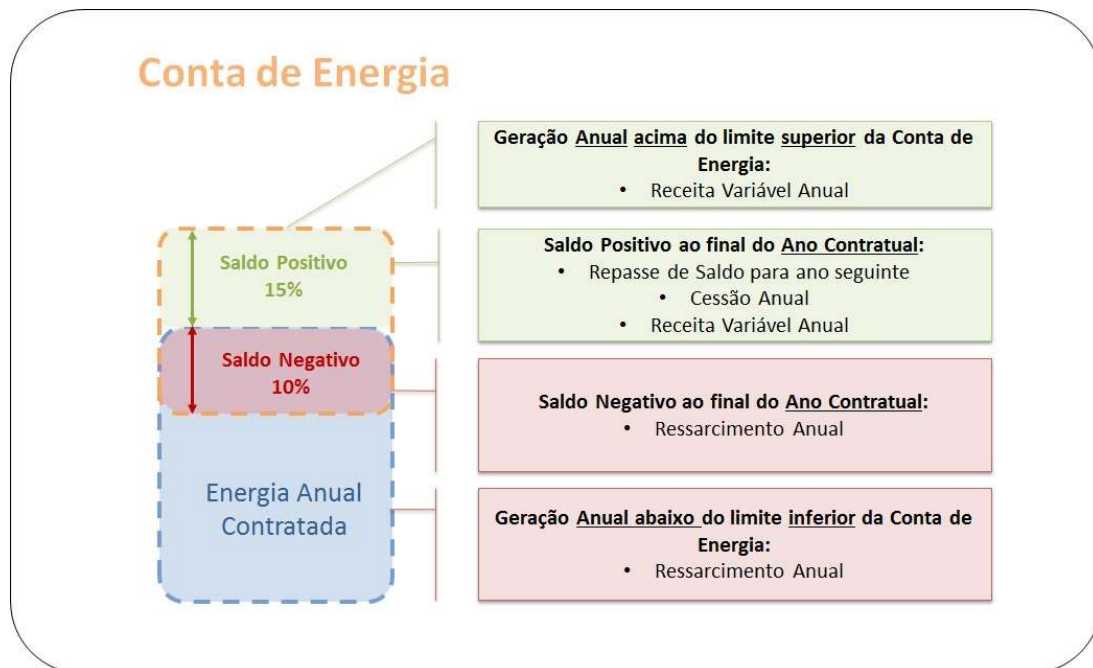 Conta de Energia
Geração Anual acima do limite superior da Conta de
Energia:
• Receita Variável Anual
Saldo Positivo
15%
Saldo Positivo ao final do Ano Contratual:
• Repasse de Saldo para ano seguinte
• Cessão Anual
• Receita Variável Anual
Saldo Negativo
10%
Saldo Negativo ao final do Ano Contratual:
• Ressarcimento Anual
Energia Anual
Contratada
Geração Anual abaixo do limite inferior da Conta de
Energia:
• Ressarcimento Anual